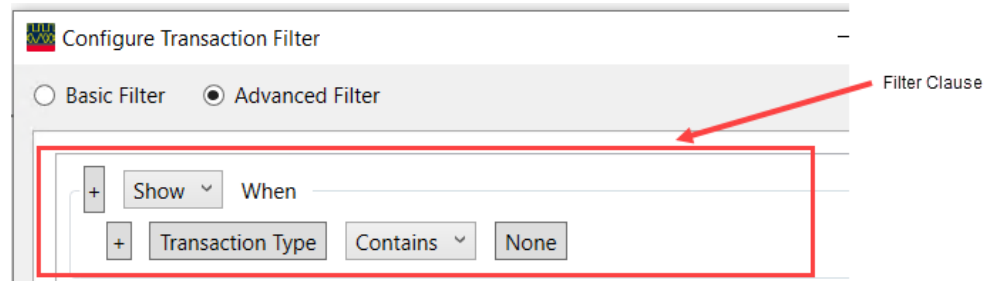 Configure Transaction Filter
Basic Filter Advanced Filter
Filter Clause
+ Show When
+ Transaction Type Contains None